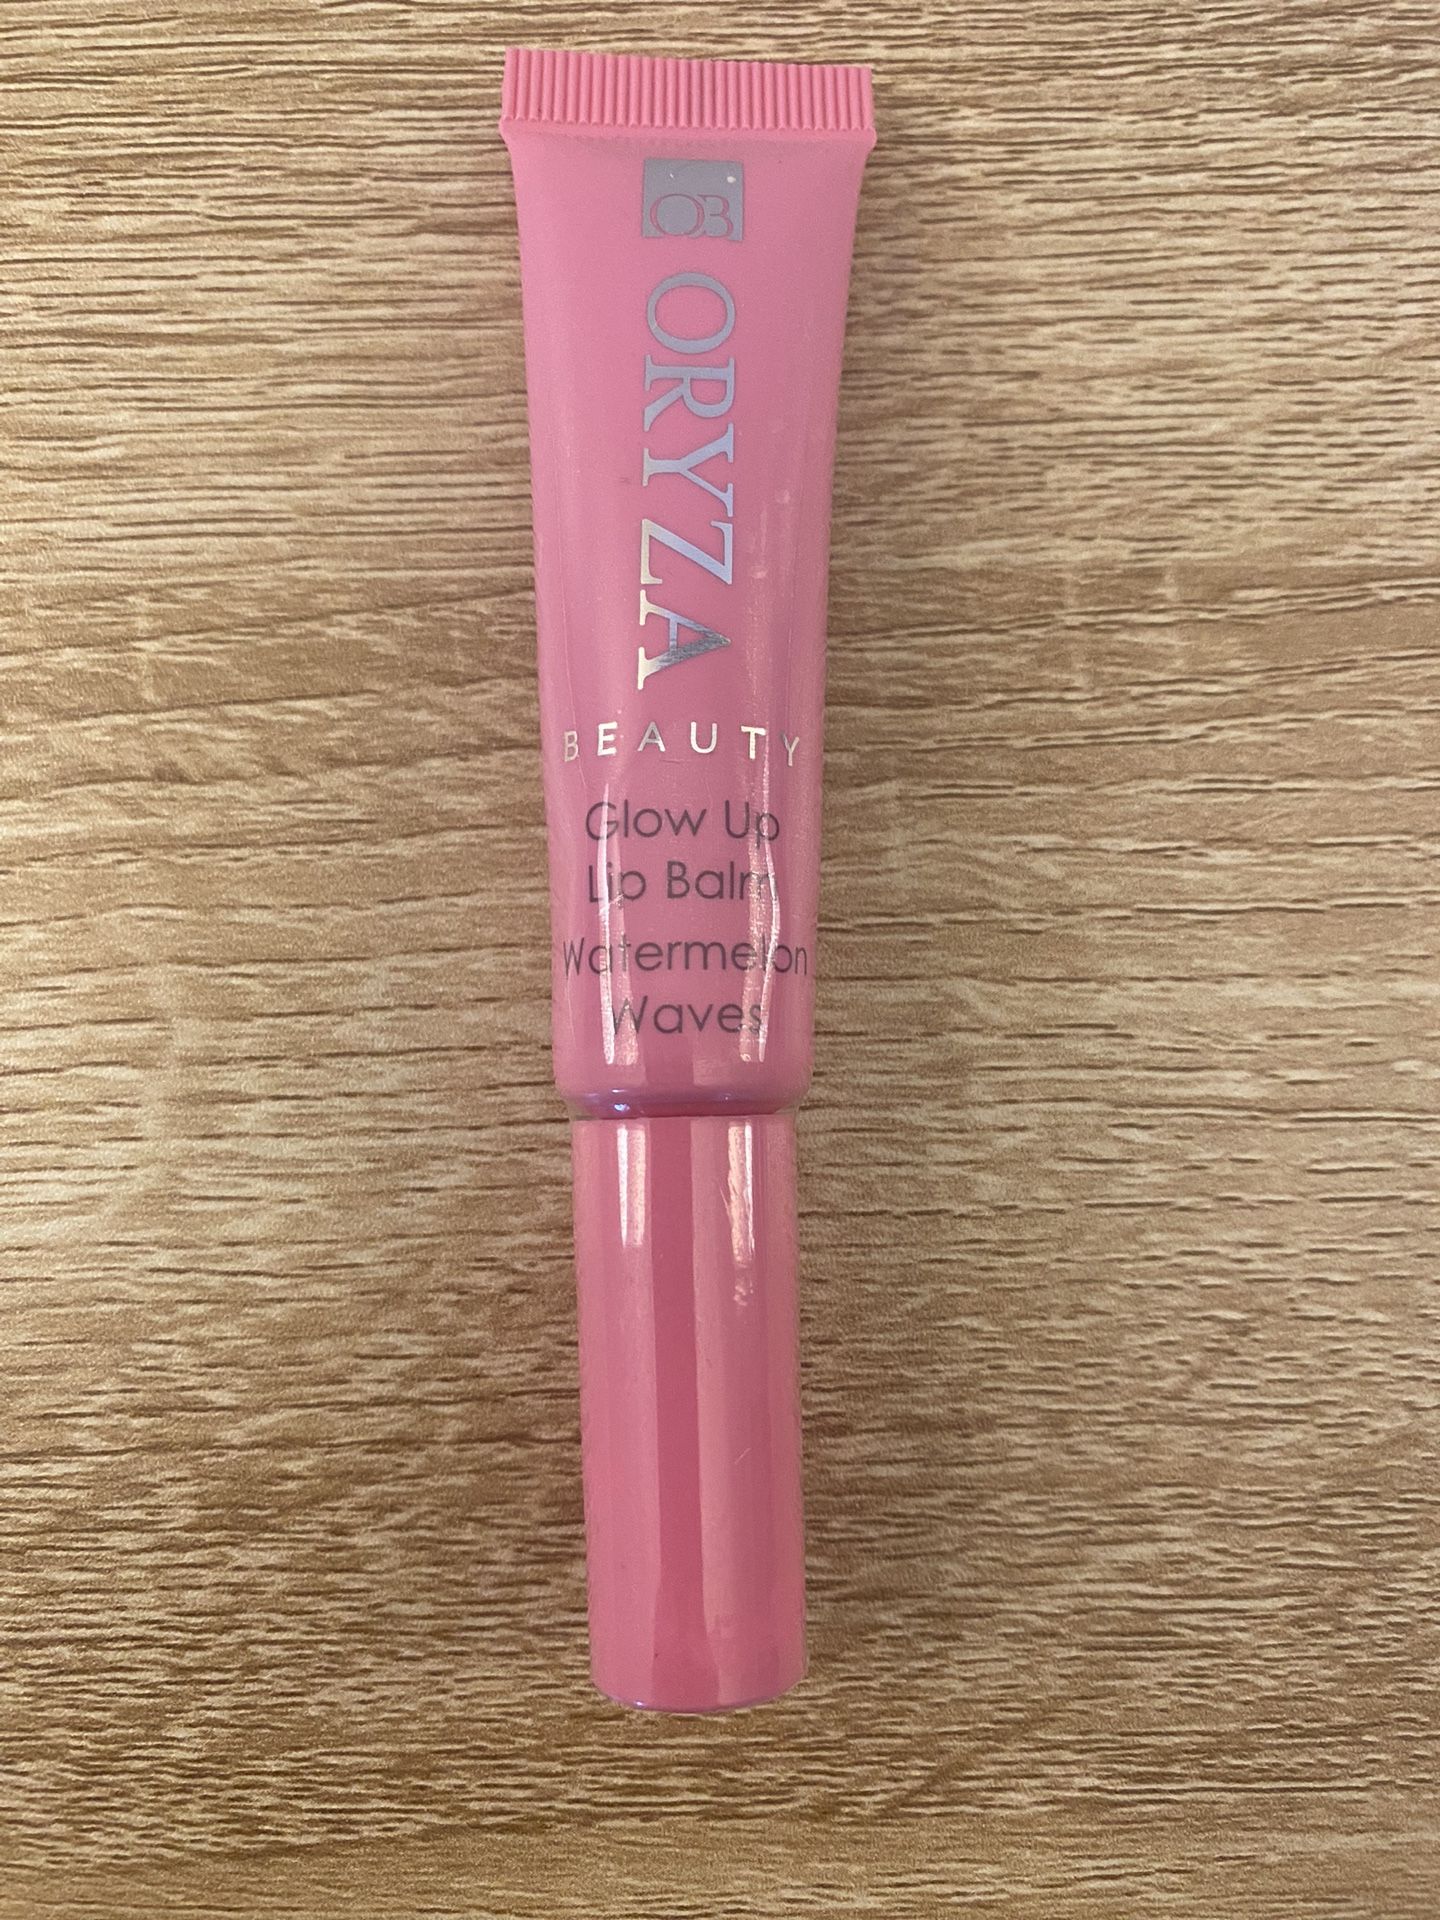 OB
ORYZA
BEAUTY
Glow Up
Lip Balm
Watermelon
Waves